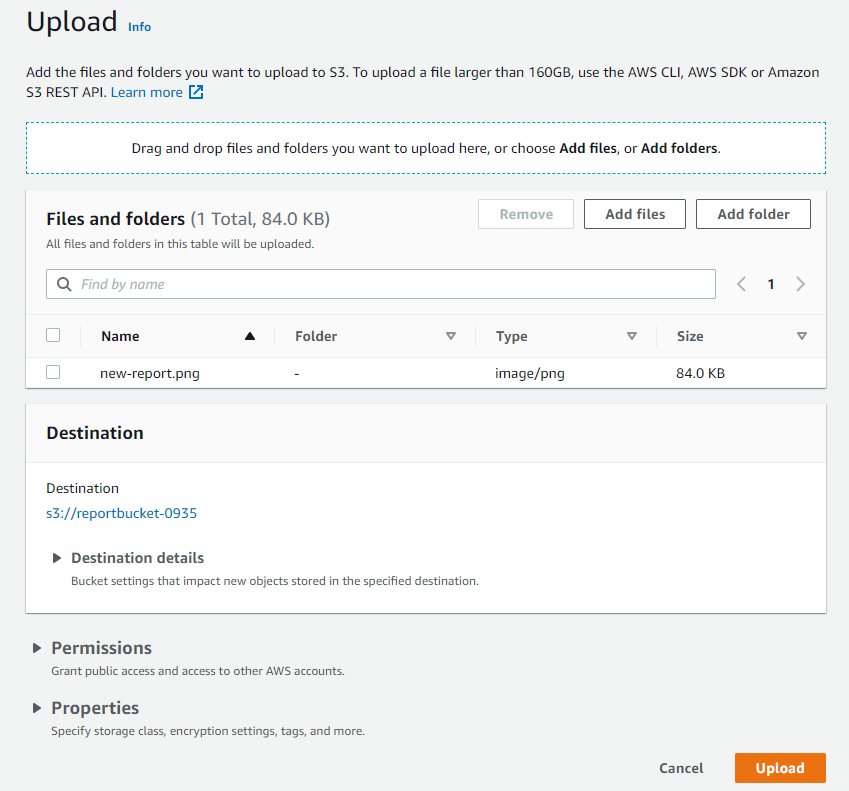 Upload Info
Add the files and folders you want to upload to S3. To upload a file larger than 160GB, use the AWS CLI, AWS SDK or Amazon
S3 REST API. Learn more
Drag and drop files and folders you want to upload here, or choose Add files, or Add folders.
Files and folders (1 Total, 84.0 KB)
Remove
Add files
Add folder
All files and folders in this table will be uploaded.
Find by name
1
Name Folder Type Size
new-report.png - image/png 84.0 KB
Destination
Destination
s3://reportbucket-0935
Destination details
Bucket settings that impact new objects stored in the specified destination.
Permissions
Grant public access and access to other AWS accounts.
Properties
Specify storage class, encryption settings, tags, and more.
Cancel Upload